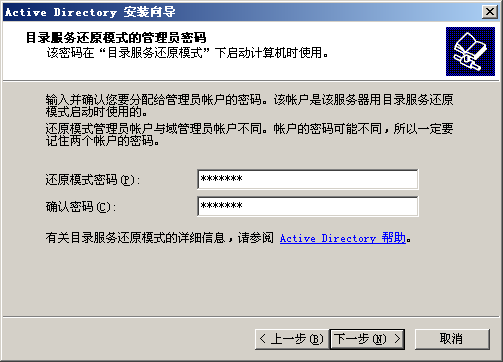 Active Directory 安装向导
目录服务还原模式的管理员密码
该密码在“目录服务还原模式”下启动计算机时使用。
输入并确认您要分配给管理员帐户的密码。该帐户是该服务器用目录服务还原
模式启动时使用的。
还原模式管理员帐户与域管理员帐户不同。帐户的密码可能不同，所以一定要
记住两个帐户的密码。
还原模式密码(P):
*******
确认密码(C):
*******
有关目录服务还原模式的详细信息，请参阅 Active Directory 帮助。
< 上一步(B)
下一步(N) >
取消